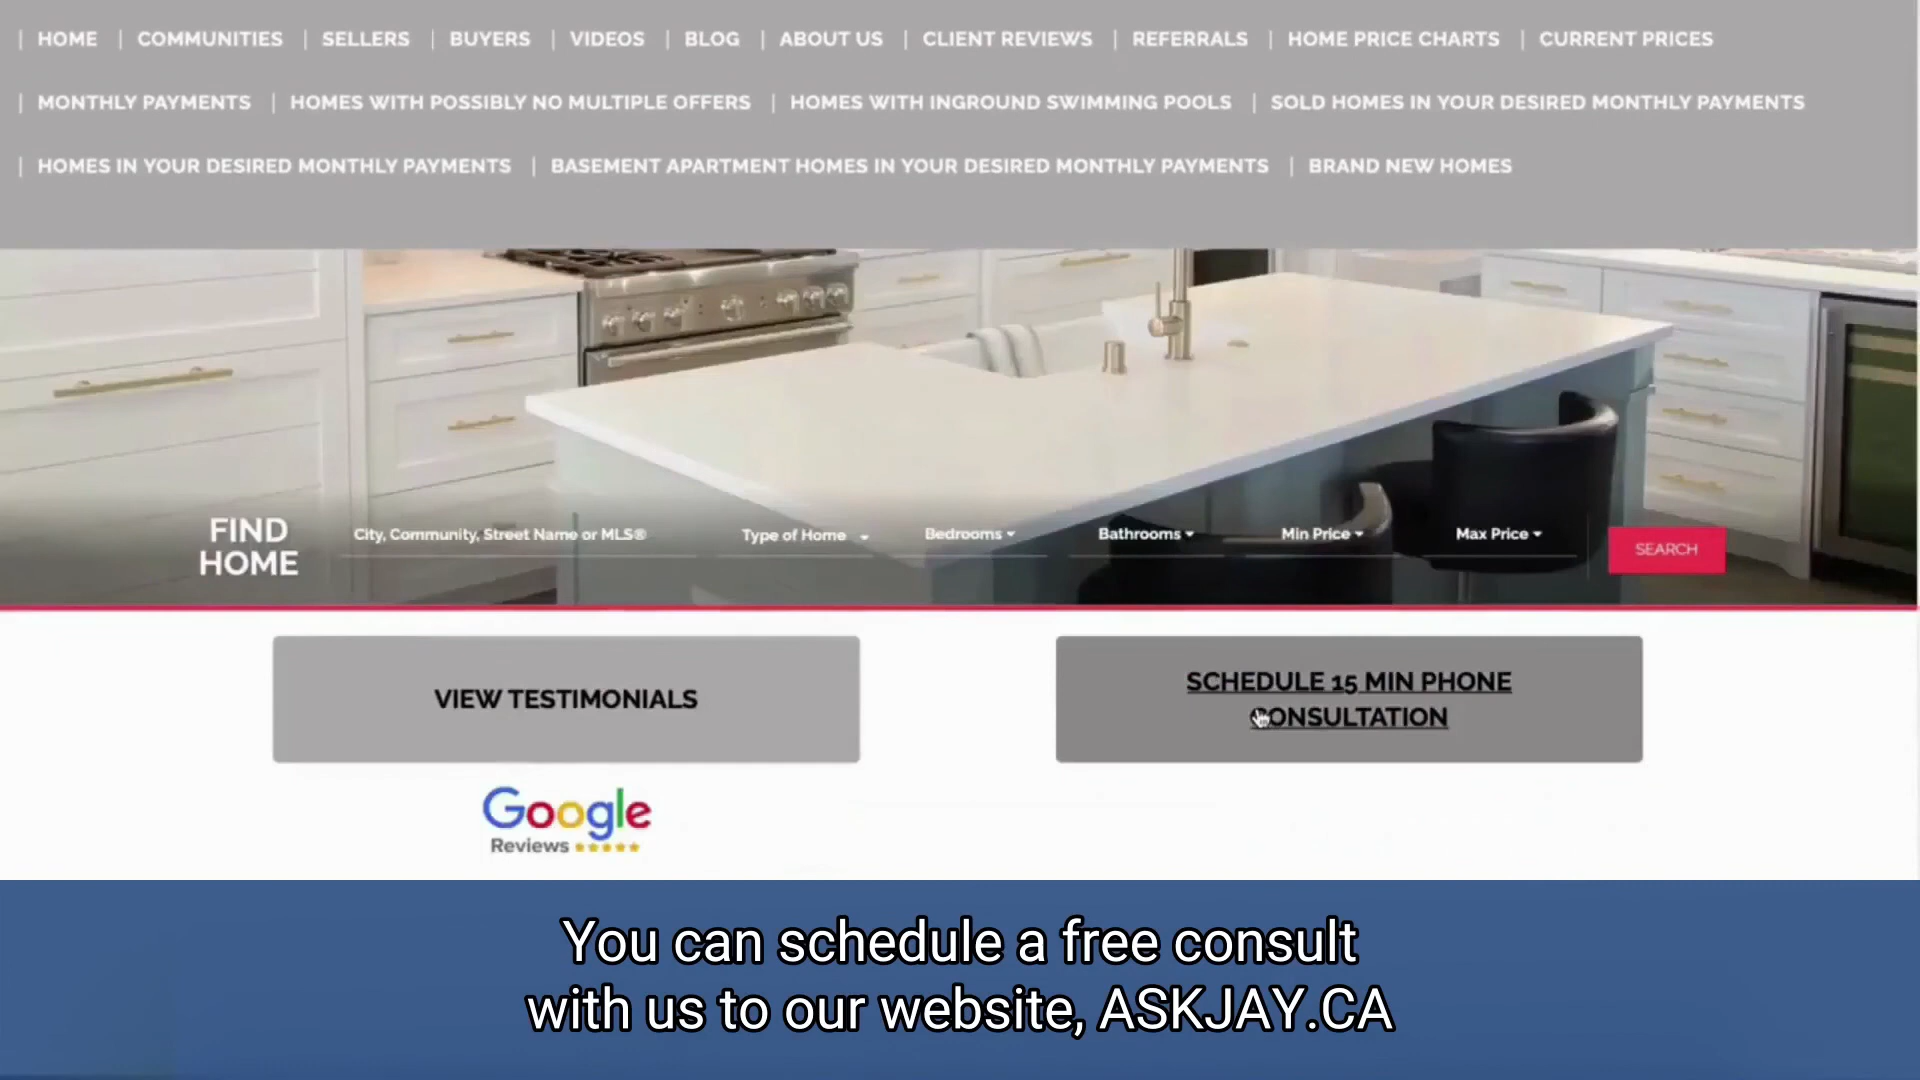 | HOME | COMMUNITIES | SELLERS | BUYERS | VIDEOS | BLOG | ABOUT US | CLIENT REVIEWS | REFERRALS | HOME PRICE CHARTS | CURRENT PRICES
| MONTHLY PAYMENTS | HOMES WITH POSSIBLY NO MULTIPLE OFFERS | HOMES WITH INGROUND SWIMMING POOLS | SOLD HOMES IN YOUR DESIRED MONTHLY PAYMENTS
| HOMES IN YOUR DESIRED MONTHLY PAYMENTS | BASEMENT APARTMENT HOMES IN YOUR DESIRED MONTHLY PAYMENTS | BRAND NEW HOMES
FIND
HOME
City, Community, Street Name or MLS® Type of Home Bedrooms Bathrooms Min Price Max Price SEARCH
VIEW TESTIMONIALS
SCHEDULE 15 MIN PHONE
CONSULTATION
Google
Reviews
You can schedule a free consult
with us to our website, ASKJAY.CA